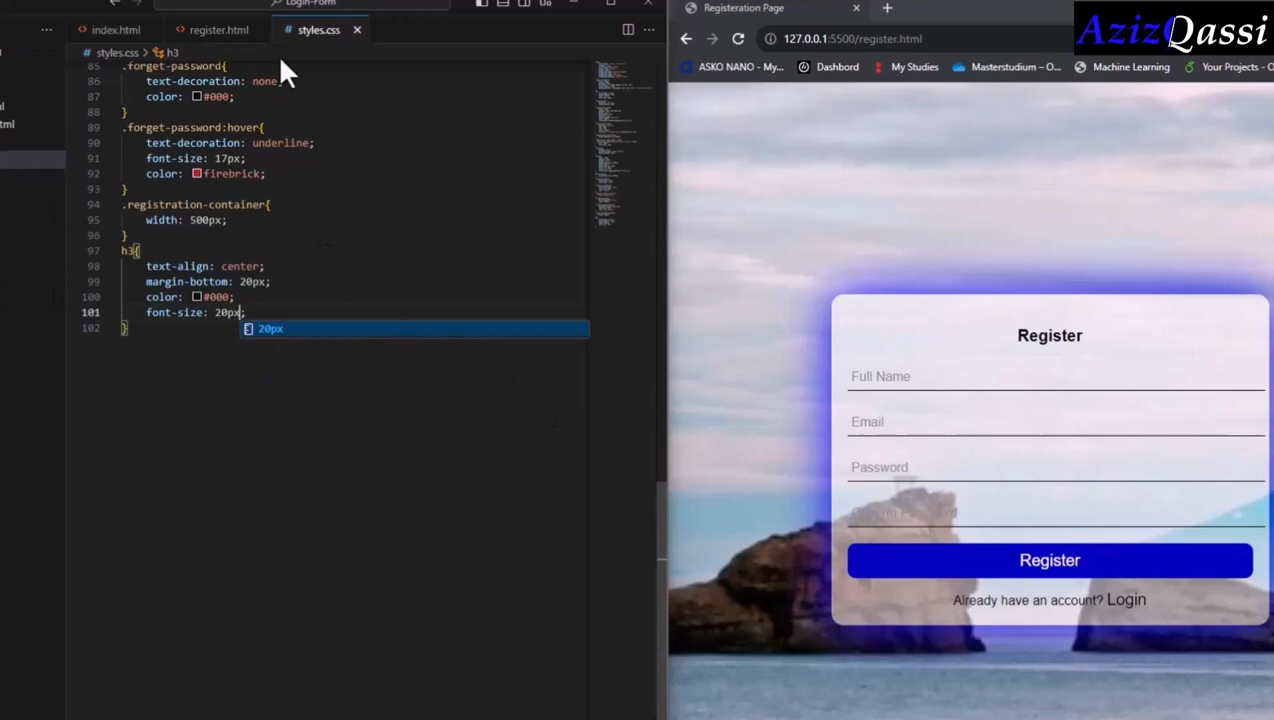 Login-Form
index.html
register.html
# styles.css
styles.css > h3
85 .forget-password{
86 text-decoration: none;
87 color: #000;
88 }
89 .forget-password:hover{
90 text-decoration: underline;
91 font-size: 17px;
92 color: firebrick;
93 }
94 .registration-container{
95 width: 500px;
96 }
97 h3{
98 text-align: center;
99 margin-bottom: 20px;
100 color: #000;
101 font-size: 20px;
102 }
20px
Registeration Page
127.0.0.1:5500/register.html
AzizQassi
ASKO NANO - My...
Dashbord
My Studies
Masterstudium – O...
Machine Learning
Your Projects - O
Register
Full Name
Email
Password
Register
Already have an account? Login